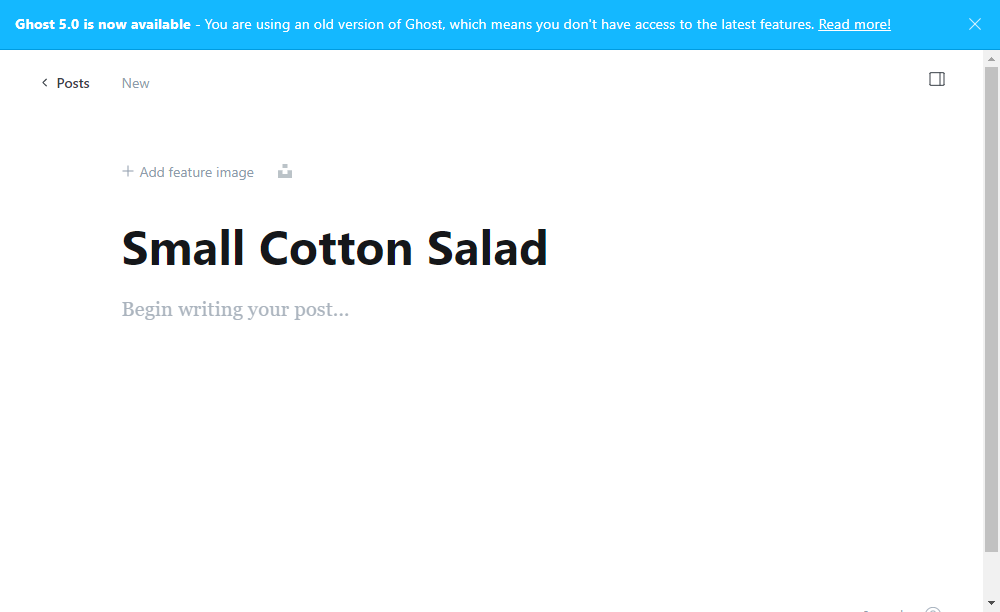 Ghost 5.0 is now available - You are using an old version of Ghost, which means you don't have access to the latest features. Read more!
Posts New
Add feature image
Small Cotton Salad
Begin writing your post...